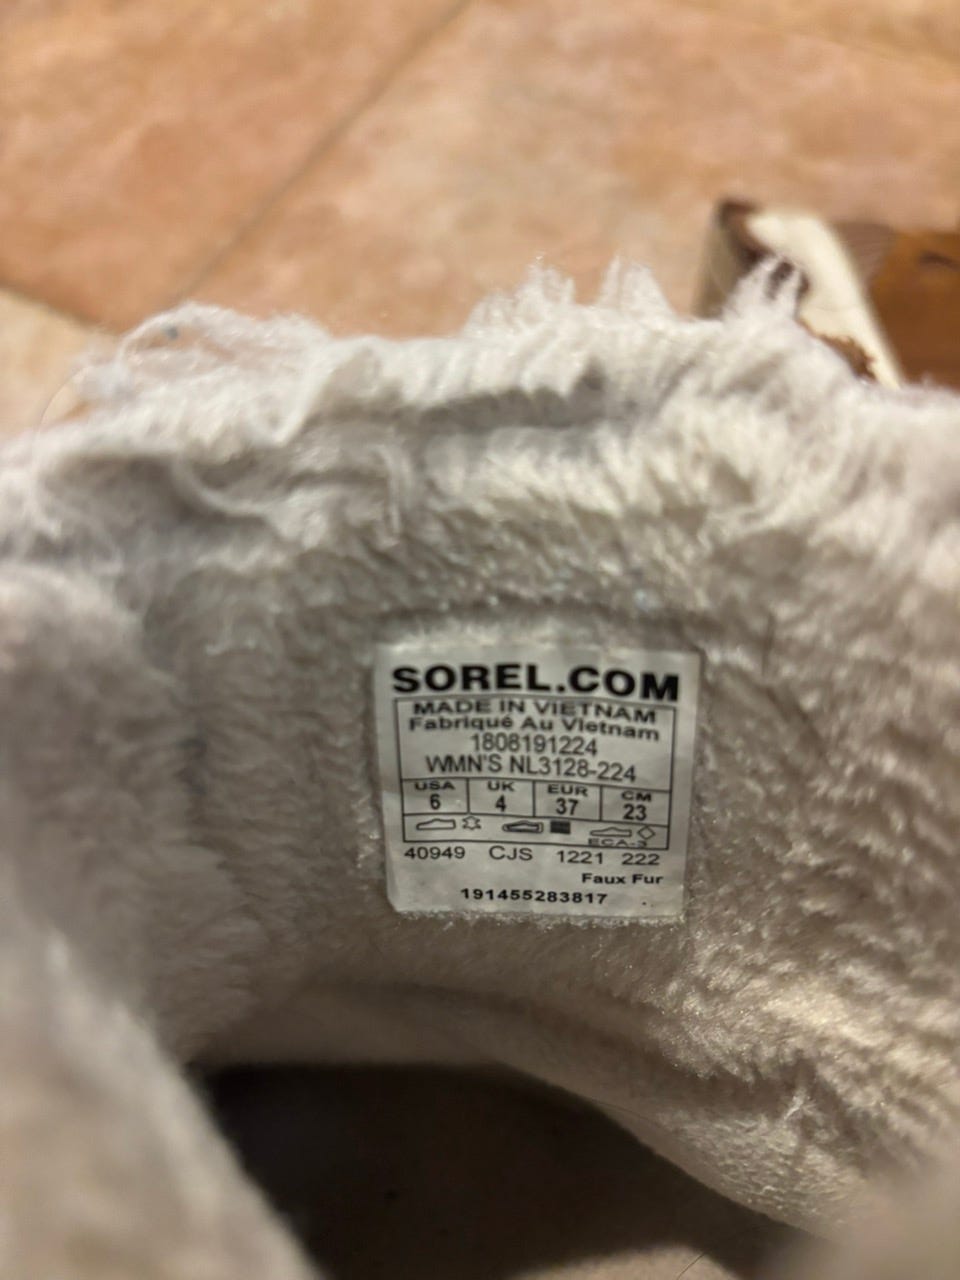 SOREL.COM
MADE IN VIETNAM
Fabriqué Au Vietnam
1808191224
WMN'S NL3128-224
USA UK EUR CM
6 4 37 23
ECA-3
40949 CJS 1221 222
Faux Fur
191455283817